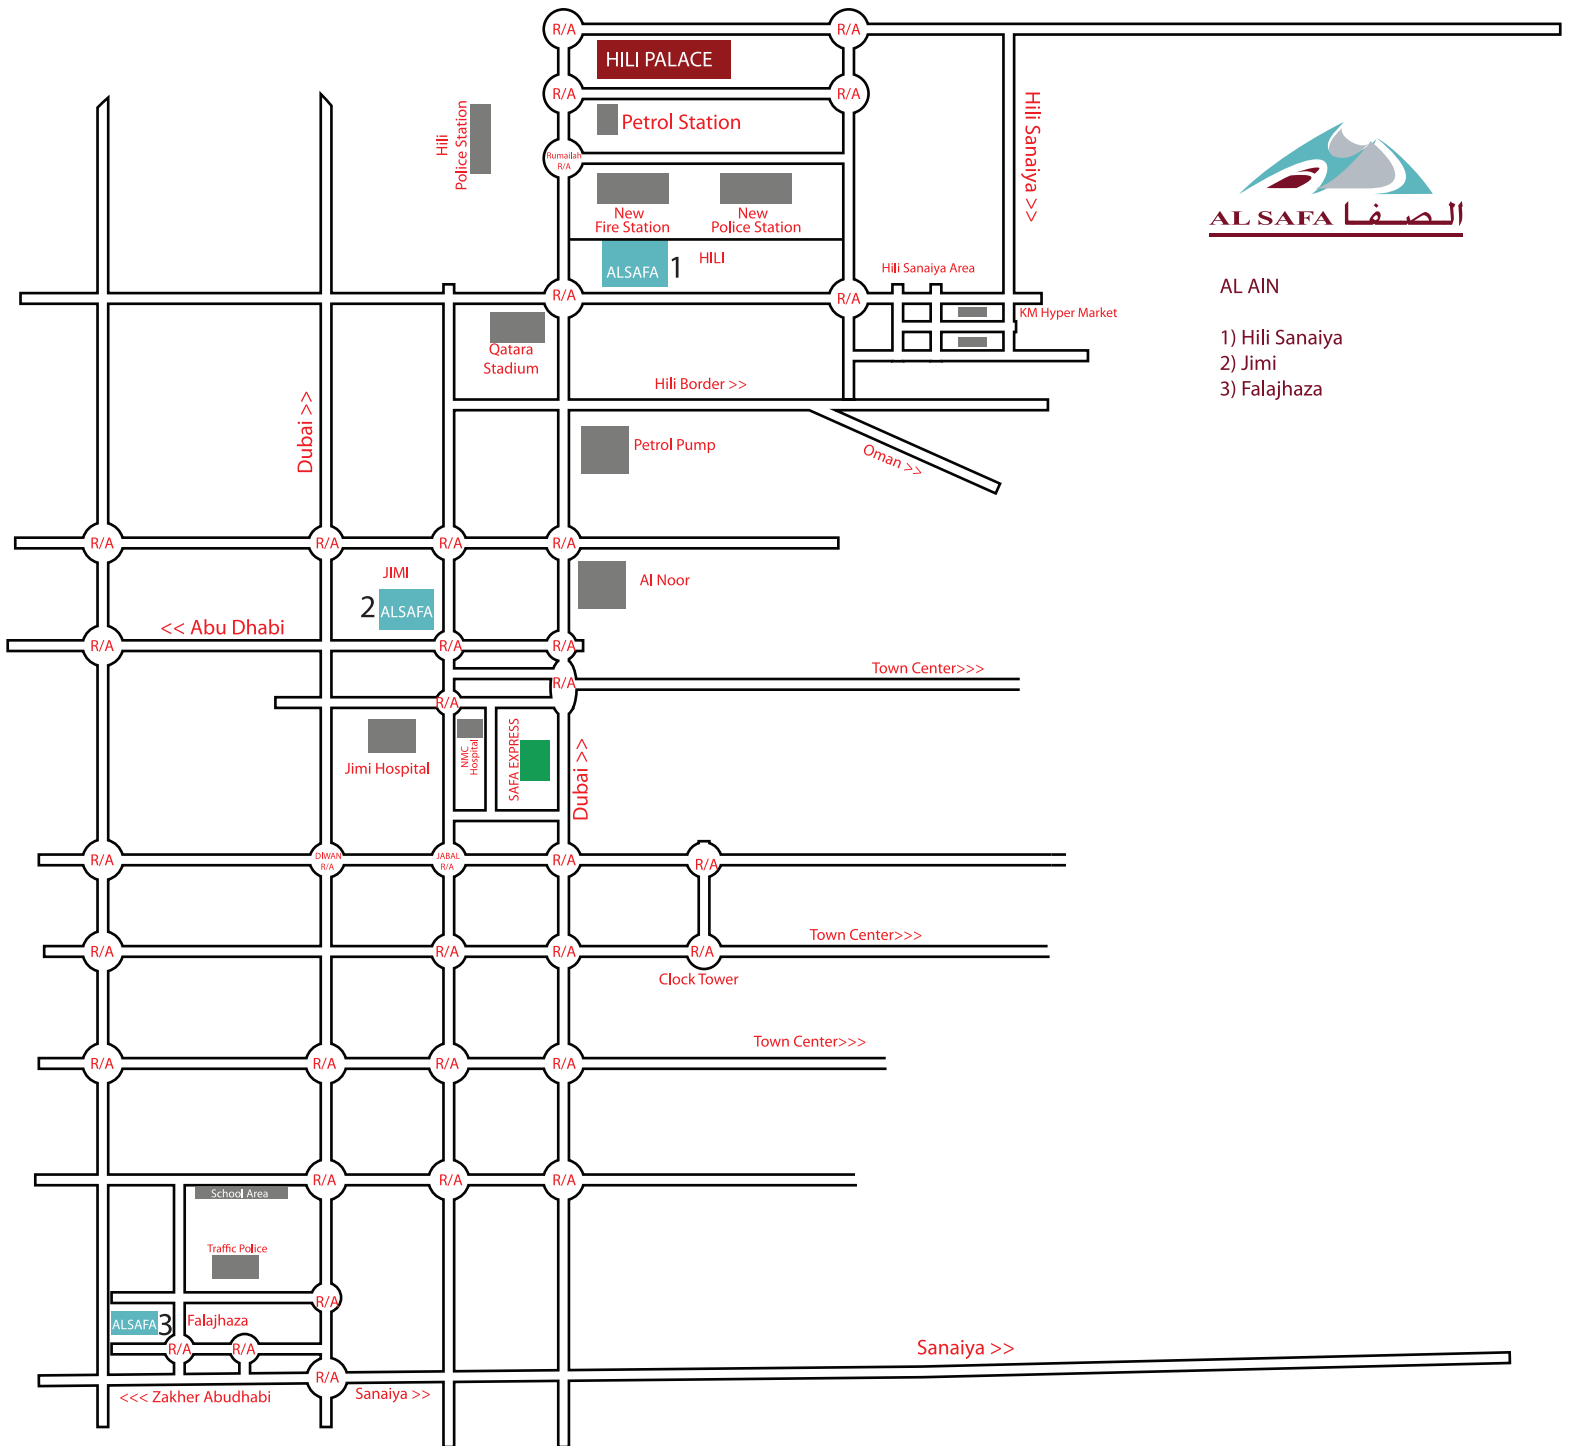 R/A
R/A
HILI PALACE
R/A
R/A
Petrol Station
Hili
Police Station
Rumailah
R/A
Hili Sanaiya >>
New
Fire Station
New
Police Station
ALSAFA
1
HILI
Hili Sanaiya Area
R/A
R/A
KM Hyper Market
Qatara
Stadium
Hili Border >>
Dubai >>
Petrol Pump
Oman >>
R/A
R/A
R/A
R/A
JIMI
2
ALSAFA
Al Noor
<< Abu Dhabi
R/A
R/A
R/A
Town Center>>>
R/A
R/A
Jimi Hospital
NMC
Hospital
SAFA EXPRESS
Dubai >>
R/A
DIWAN
R/A
JABAL
R/A
R/A
R/A
Town Center>>>
R/A
R/A
R/A
R/A
Clock Tower
Town Center>>>
R/A
R/A
R/A
R/A
R/A
R/A
R/A
School Area
Traffic Police
R/A
ALSAFA
3
Falajhaza
R/A
R/A
R/A
Sanaiya >>
<<< Zakher Abudhabi
Sanaiya >>
AL SAFA الصفا
AL AIN
1) Hili Sanaiya
2) Jimi
3) Falajhaza